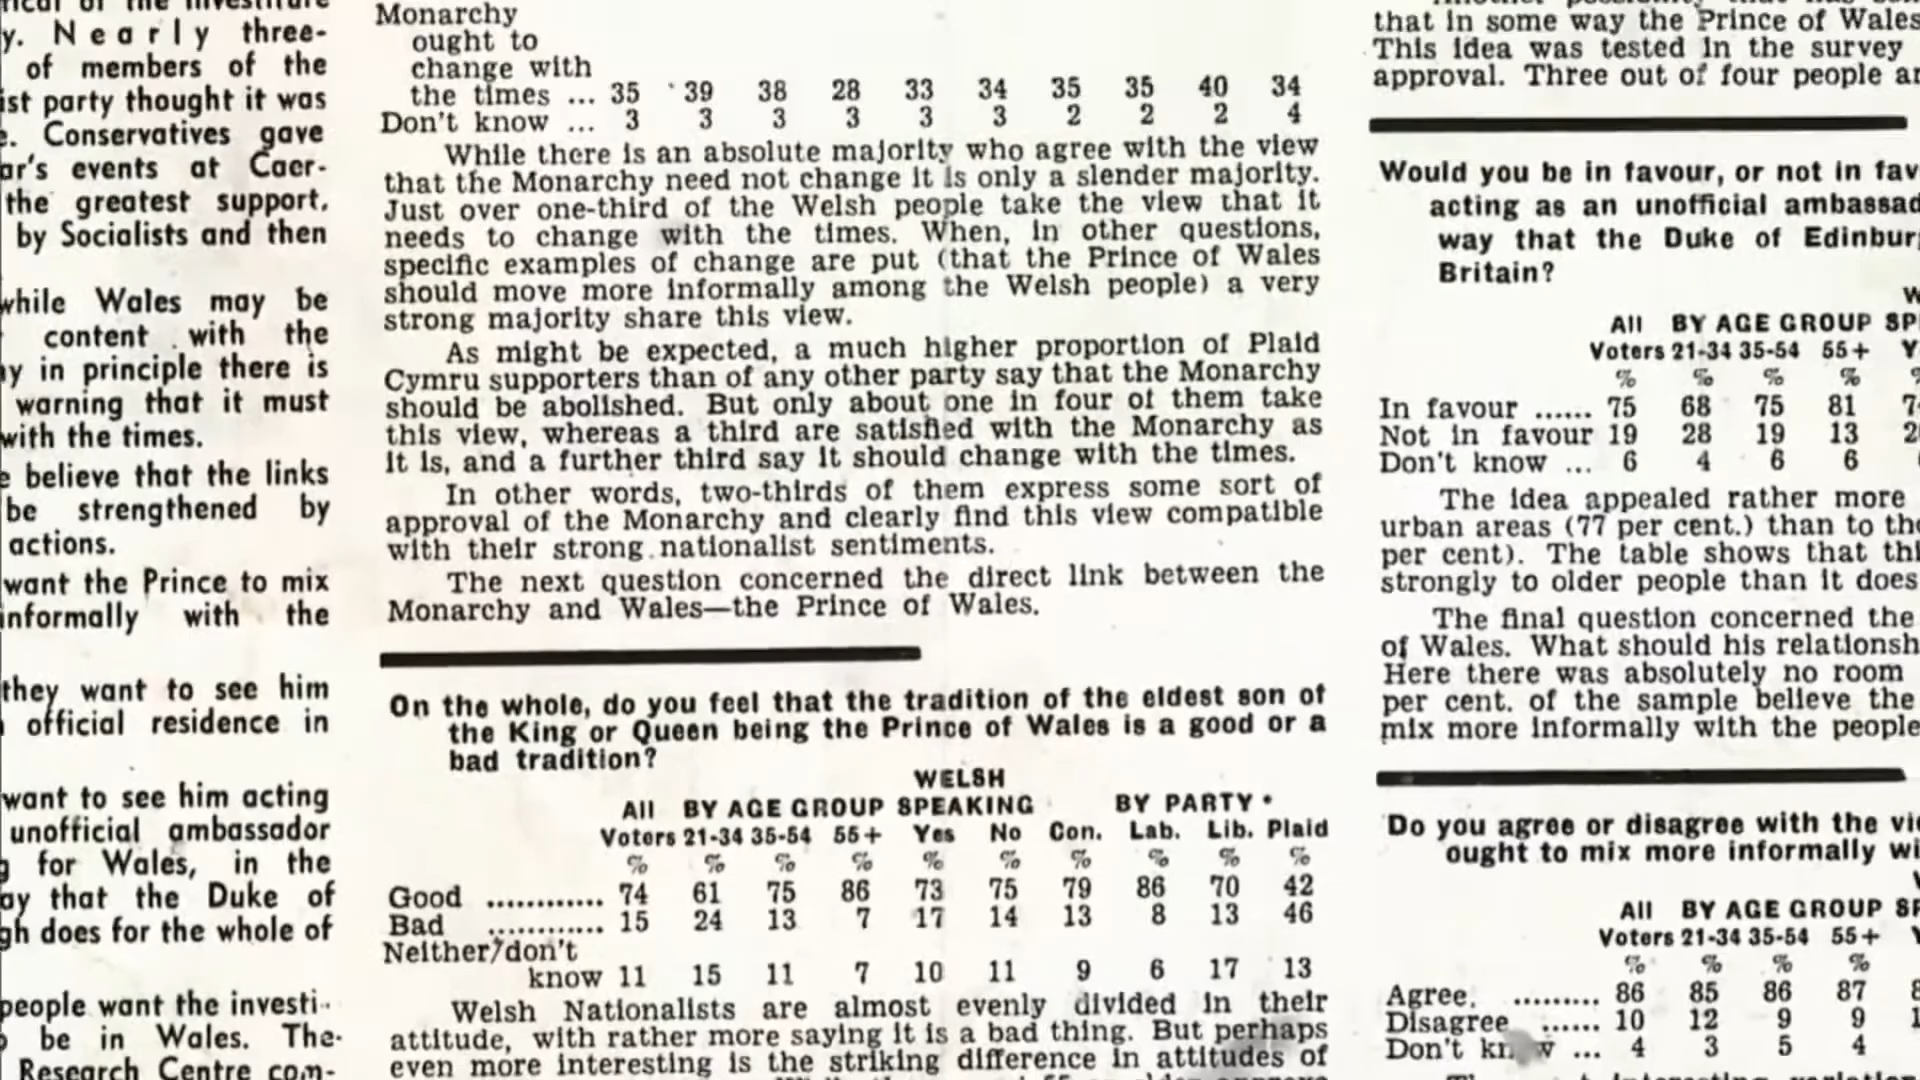 y. Nearly three-
of members of the
ist party thought it was
e. Conservatives gave
ar's events at Caer-
the greatest support,
by Socialists and then
while Wales may be
content with the
in principle there is
warning that it must
with the times.
e believe that the links
be strengthened by
actions.
want the Prince to mix
informally with the
they want to see him
official residence in
want to see him acting
unofficial ambassador
g for Wales, in the
ay that the Duke of
gh does for the whole of
people want the investi-
be in Wales. The
Research Centre com-
Monarchy
ought to
change with
the times ... 35 39 38 28 33 34 35 35 40 34
Don't know ... 3 3 3 3 3 3 2 2 2 4
While there is an absolute majority who agree with the view
that the Monarchy need not change it is only a slender majority.
Just over one-third of the Welsh people take the view that it
needs to change with the times. When, in other questions,
specific examples of change are put (that the Prince of Wales
should move more informally among the Welsh people) a very
strong majority share this view.
As might be expected, a much higher proportion of Plaid
Cymru supporters than of any other party say that the Monarchy
should be abolished. But only about one in four of them take
this view, whereas a third are satisfied with the Monarchy as
it is, and a further third say it should change with the times.
In other words, two-thirds of them express some sort of
approval of the Monarchy and clearly find this view compatible
with their strong nationalist sentiments.
The next question concerned the direct link between the
Monarchy and Wales—the Prince of Wales.
On the whole, do you feel that the tradition of the eldest son of
the King or Queen being the Prince of Wales is a good or a
bad tradition?
WELSH
All BY AGE GROUP SPEAKING BY PARTY •
Voters 21-34 35-54 55+ Yes No Con. Lab. Lib. Plaid
% % % % % % % % % %
Good ............ 74 61 75 86 73 75 79 86 70 42
Bad ............ 15 24 13 7 17 14 13 8 13 46
Neither/don't
know 11 15 11 7 10 11 9 6 17 13
Welsh Nationalists are almost evenly divided in their
attitude, with rather more saying it is a bad thing. But perhaps
even more interesting is the striking difference in attitudes of
that in some way the Prince of Wales
This idea was tested in the survey
approval. Three out of four people ar
Would you be in favour, or not in fav
acting as an unofficial ambassad
way that the Duke of Edinbur
Britain?
All BY AGE GROUP SP
Voters 21-34 35-54 55+ Y
% % % %
In favour ...... 75 68 75 81 7
Not in favour 19 28 19 13 2
Don't know ... 6 4 6 6
The idea appealed rather more
urban areas (77 per cent.) than to the
per cent). The table shows that thi
strongly to older people than it does
The final question concerned the
of Wales. What should his relationsh
Here there was absolutely no room
per cent. of the sample believe the
mix more informally with the people
Do you agree or disagree with the vi
ought to mix more informally wi
All BY AGE GROUP SP
Voters 21-34 35-54 55+ Y
% % % %
Agree. ......... 86 85 86 87 8
Disagree ...... 10 12 9 9 1
Don't know ... 4 3 5 4